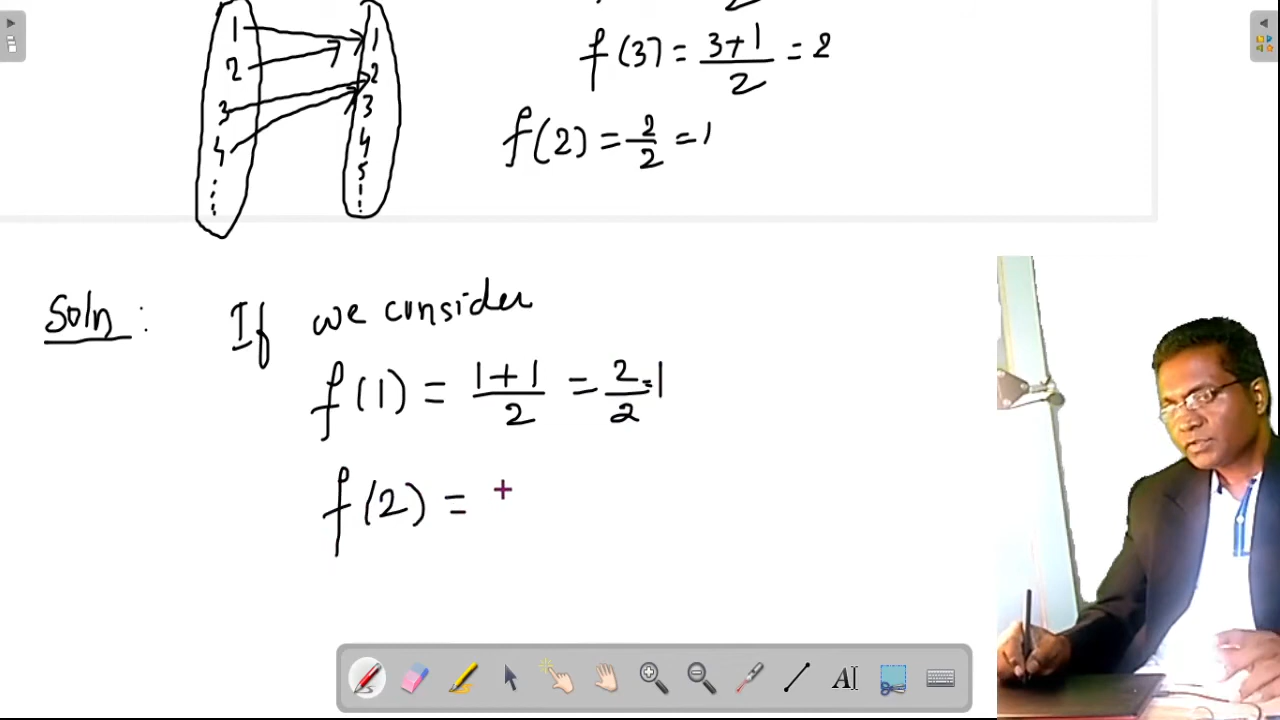 1
2
3
4
1
2
3
4
5
f(3) = 3+1/2 = 2
f(2) = 2/2 = 1
Soln : If we consider
f(1) = 1+1/2 = 2/2 = 1
f(2) =